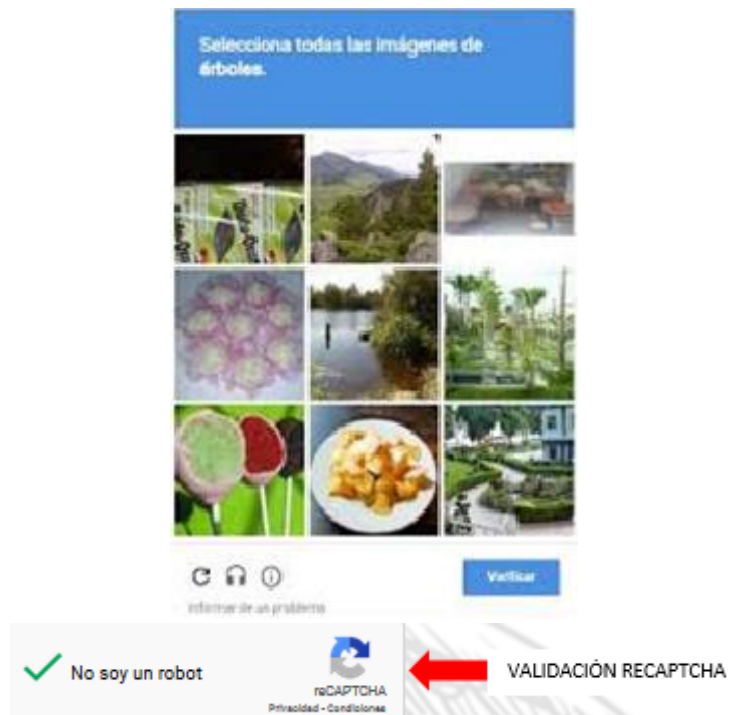 Selecciona todas las imágenes de
árboles.
Verificar
Informar de un problema
No soy un robot
reCAPTCHA
Privacidad - Condiciones
VALIDACIÓN RECAPTCHA